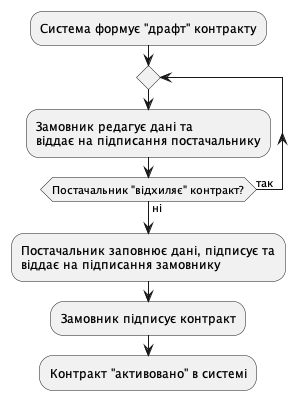 Система формує "драфт" контракту
Замовник редагує дані та
віддає на підписання постачальнику
Постачальник "відхиляє" контракт?
так
ні
Постачальник заповнює дані, підписує та
віддає на підписання замовнику
Замовник підписує контракт
Контракт "активовано" в системі